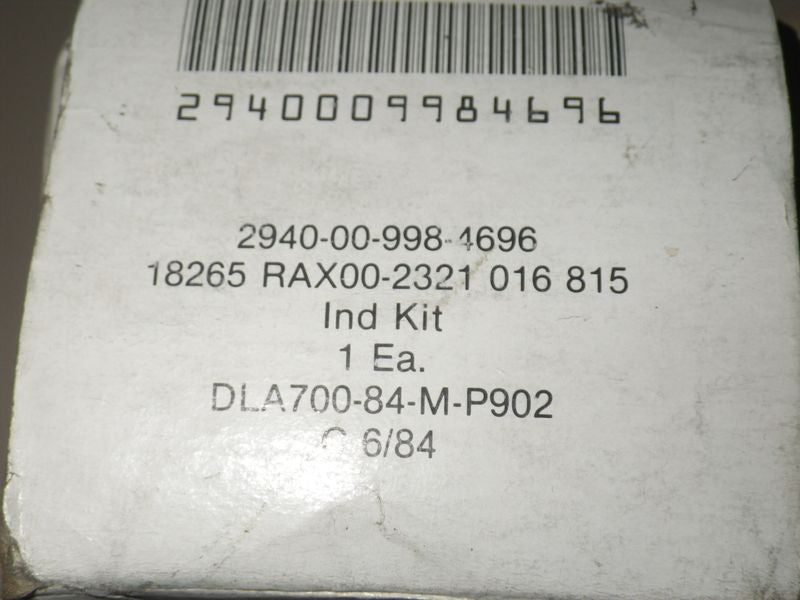 2940009984696
2940-00-998-4696
18265 RAX00-2321 016 815
Ind Kit
1 Ea.
DLA700-84-M-P902
C 6/84